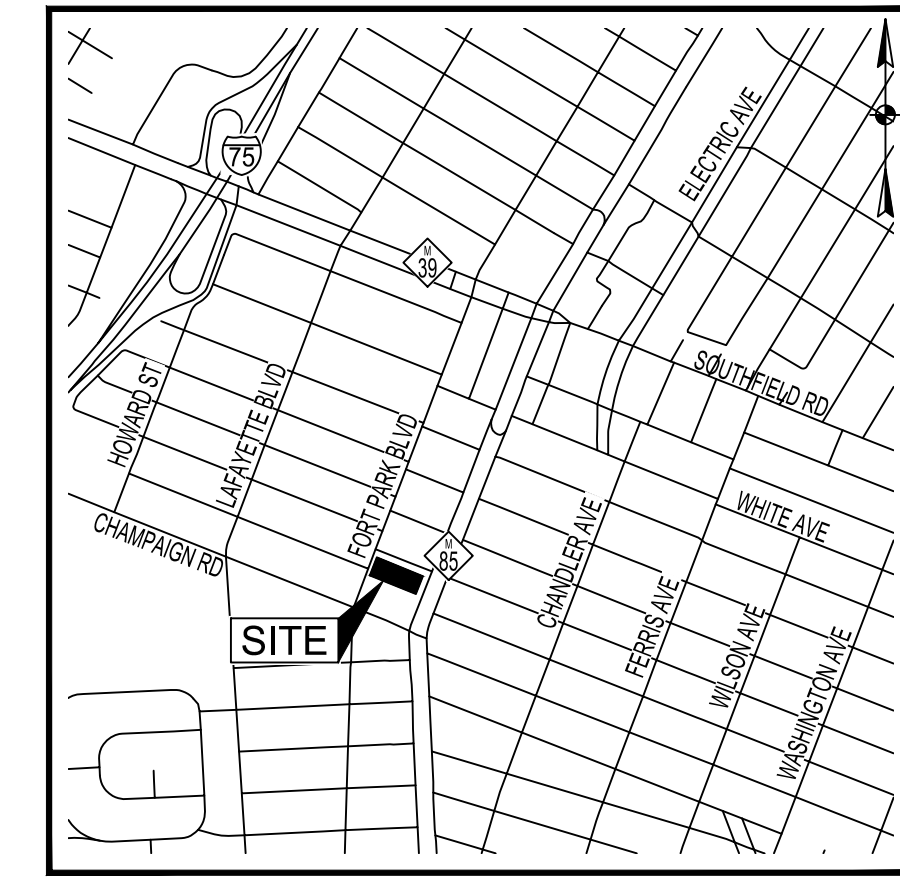 ELECTRIC AVE
75
M
39
SOUTHFIELD RD
HOWARD ST
LAFAYETTE BLVD
FORT PARK BLVD
WHITE AVE
CHAMPAIGN RD
M
85
CHANDLER AVE
FERRIS AVE
WILSON AVE
WASHINGTON AVE
SITE